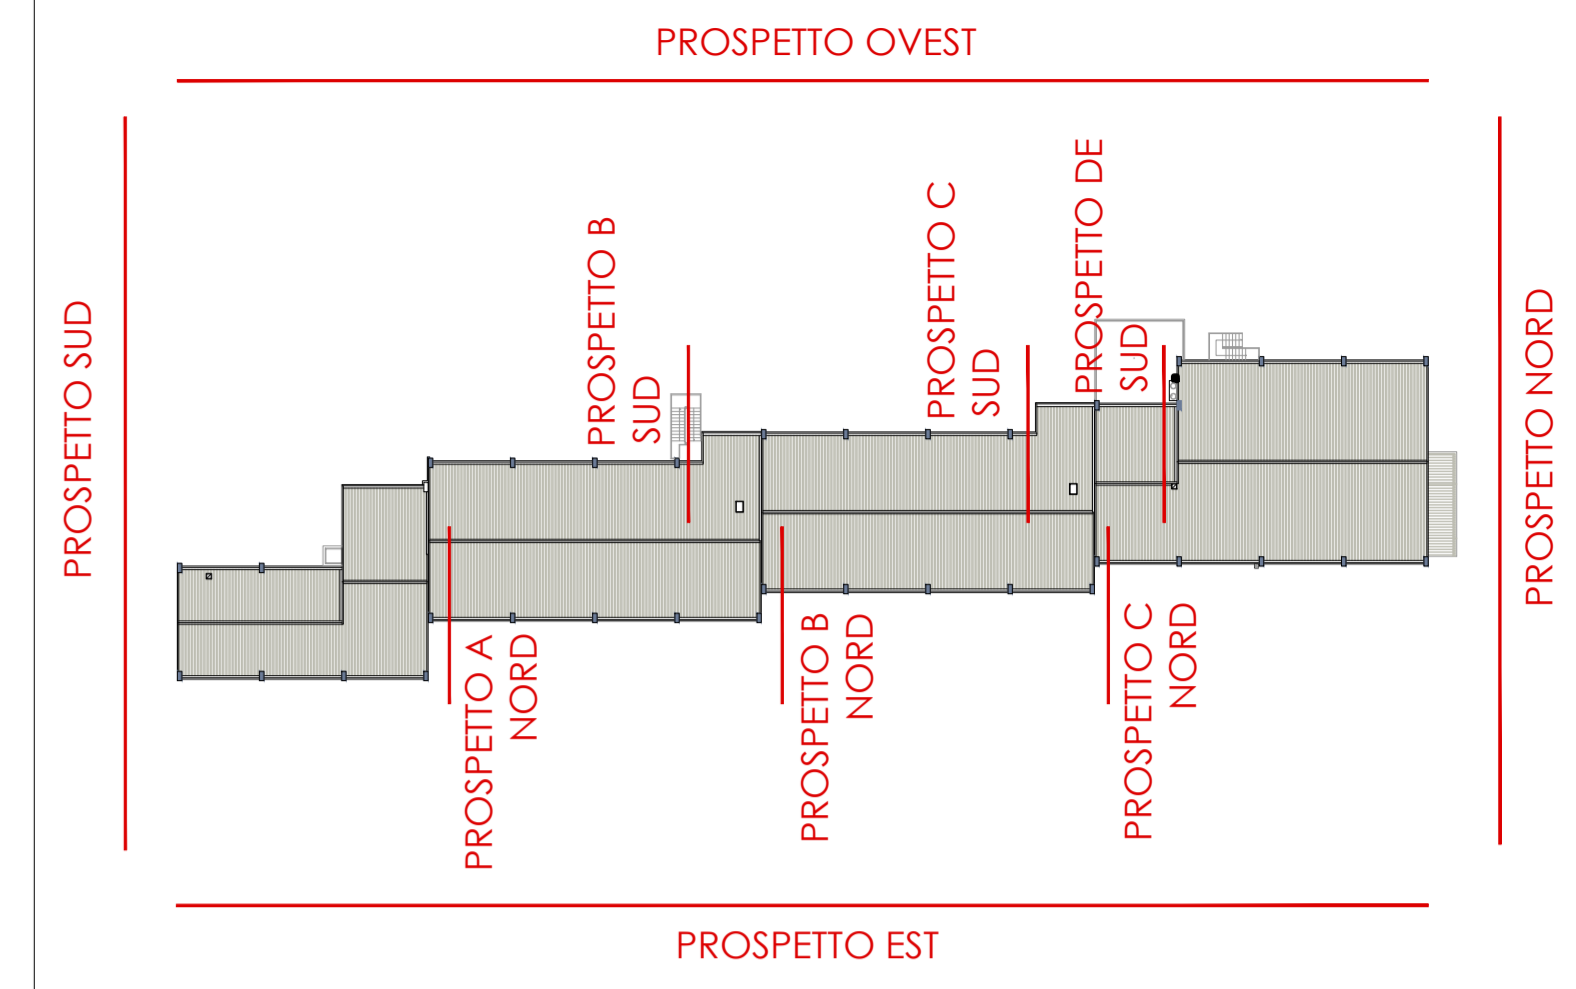 PROSPETTO OVEST
PROSPETTO SUD
PROSPETTO B
SUD
PROSPETTO C
SUD
PROSPETTO DE
SUD
PROSPETTO NORD
PROSPETTO A
NORD
PROSPETTO B
NORD
PROSPETTO C
NORD
PROSPETTO EST